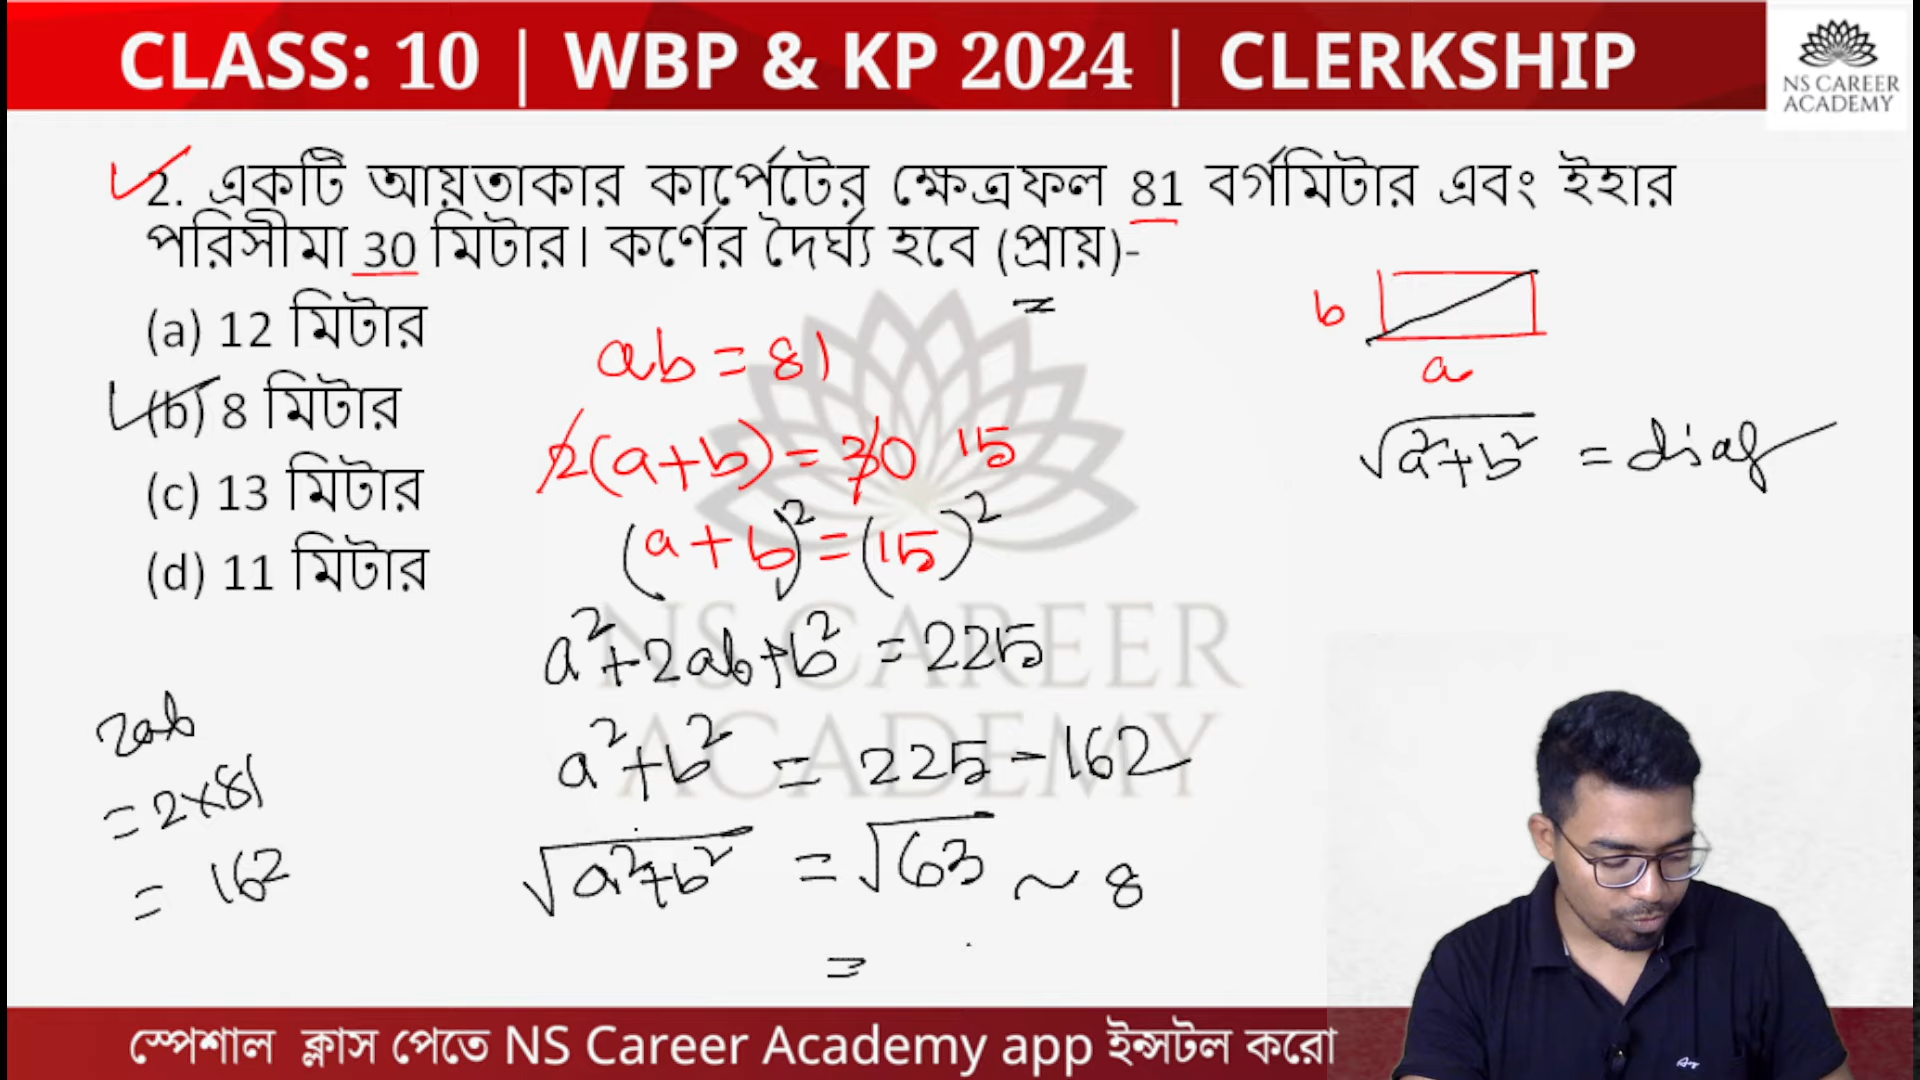 CLASS: 10 | WBP & KP 2024 | CLERKSHIP
NS CAREER
ACADEMY
2. একটি আয়তাকার কার্পেটের ক্ষেত্রফল 81 বর্গমিটার এবং ইহার
পরিসীমা 30 মিটার। কর্ণের দৈর্ঘ্য হবে (প্রায়)-
(a) 12 মিটার
(b) 8 মিটার
(c) 13 মিটার
(d) 11 মিটার
ab = 81
2(a+b) = 30 15
(a+b)² = (15)²
a²+2ab+b² = 225
a²+b² = 225-162
√a²+b² = √63 ~ 8
=
2ab
= 2×81
= 162
b
a
√a²+b² = diag
NS CAREER
ACADEMY
স্পেশাল ক্লাস পেতে NS Career Academy app ইন্সটল করো